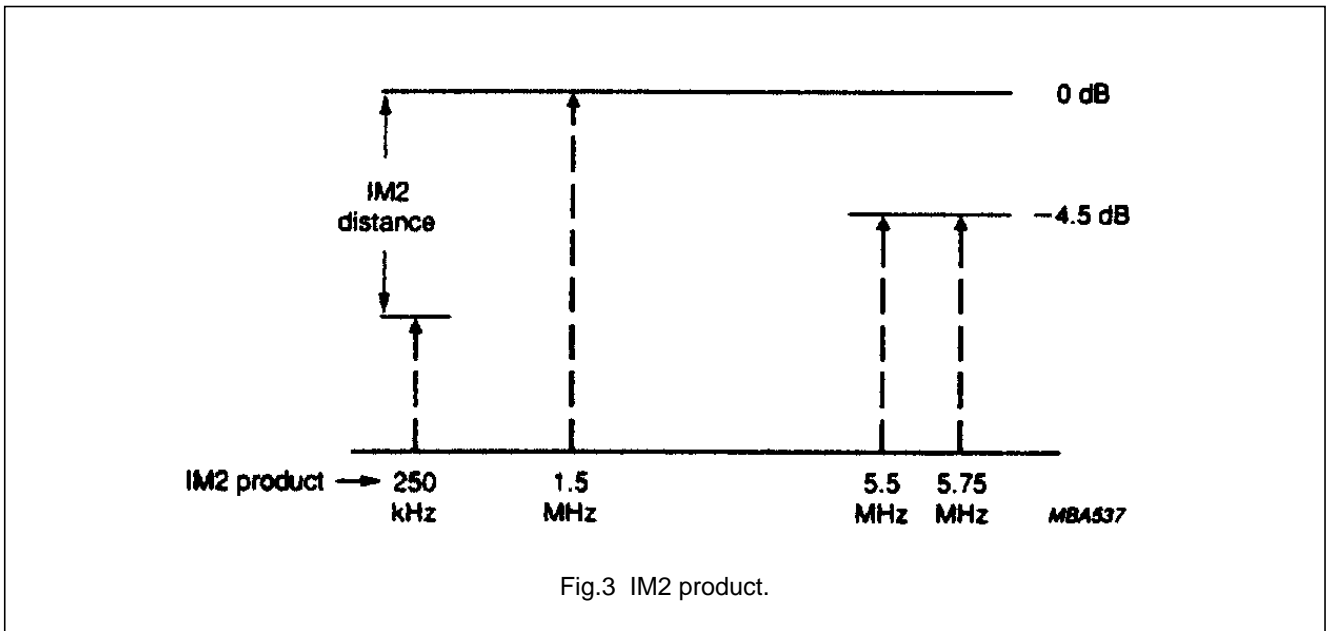 0 dB
IM2
distance
−4.5 dB
IM2 product
250
kHz
1.5
MHz
5.5
MHz
5.75
MHz
MBA537
Fig.3 IM2 product.